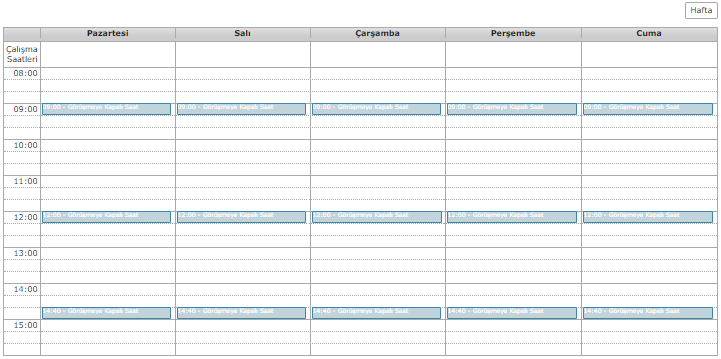 Hafta
Pazartesi Salı Çarşamba Perşembe Cuma
Çalışma
Saatleri
08:00
09:00 09:00 - Görüşmeye Kapalı Saat 09:00 - Görüşmeye Kapalı Saat 09:00 - Görüşmeye Kapalı Saat 09:00 - Görüşmeye Kapalı Saat 09:00 - Görüşmeye Kapalı Saat
10:00
11:00
12:00 12:00 - Görüşmeye Kapalı Saat 12:00 - Görüşmeye Kapalı Saat 12:00 - Görüşmeye Kapalı Saat 12:00 - Görüşmeye Kapalı Saat 12:00 - Görüşmeye Kapalı Saat
13:00
14:00
14:40 - Görüşmeye Kapalı Saat 14:40 - Görüşmeye Kapalı Saat 14:40 - Görüşmeye Kapalı Saat 14:40 - Görüşmeye Kapalı Saat 14:40 - Görüşmeye Kapalı Saat
15:00